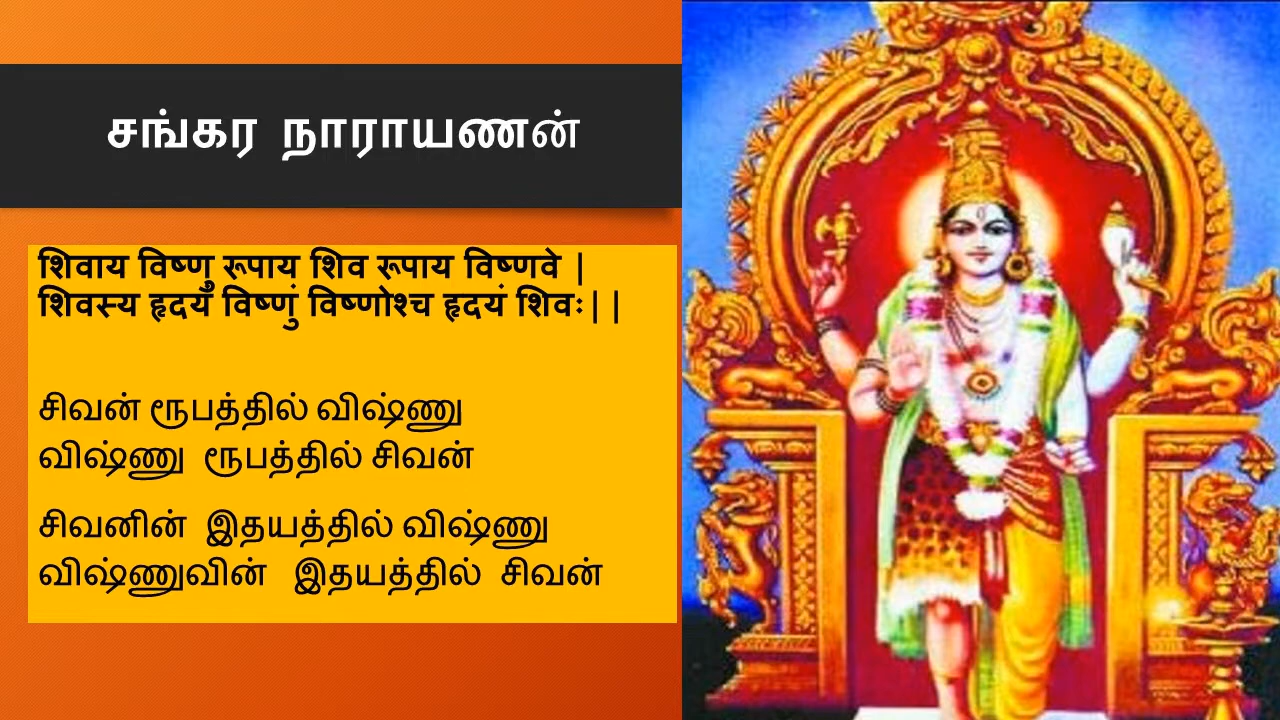 சங்கர நாராயணன்
शिवाय विष्णु रूपाय शिव रूपाय विष्णवे |
शिवस्य हृदयं विष्णुं विष्णोश्च हृदयं शिवः||
சிவன் ரூபத்தில் விஷ்ணு
விஷ்ணு ரூபத்தில் சிவன்
சிவனின் இதயத்தில் விஷ்ணு
விஷ்ணுவின் இதயத்தில் சிவன்